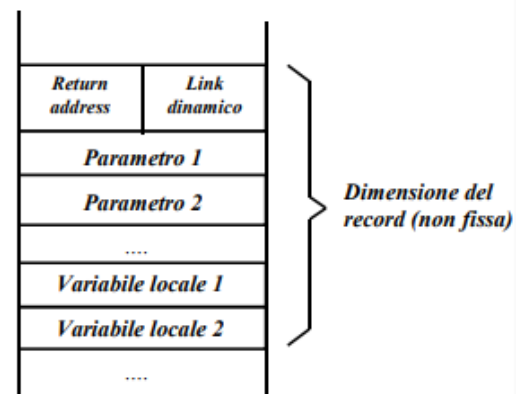 Return
address
Link
dinamico
Parametro 1
Parametro 2
....
Variabile locale 1
Variabile locale 2
....
Dimensione del
record (non fissa)